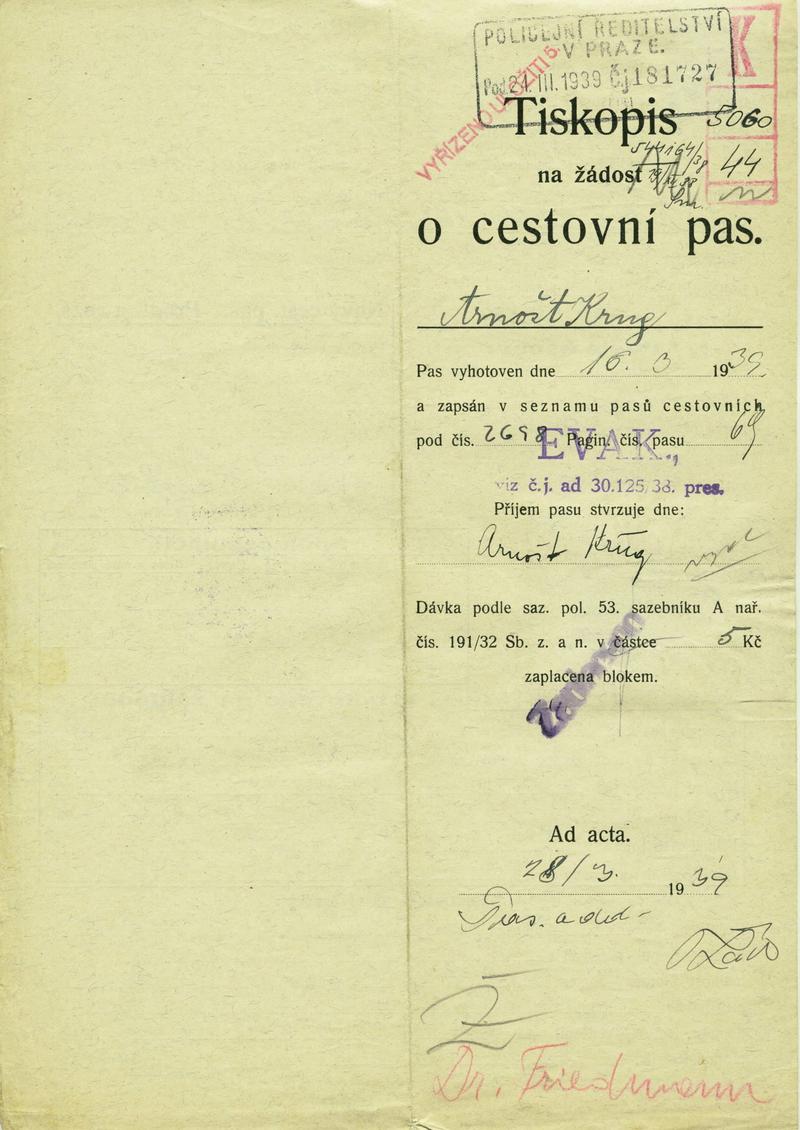 POLICEJNÍ ŘEDITELSTVÍ
V PRAZE.
Pod. 24. III. 1939 Čj 181727
K
VYŘÍZENO ULOŽITI
Tiskopis
5060
na žádost
44
o cestovní pas.
Arnošt Krug
Pas vyhotoven dne 16. 3 1939.
a zapsán v seznamu pasů cestovních
pod čís. 2698 Pagin. čís. pasu 69
EVAK.,
viz č.j. ad 30.125/38. pres.
Příjem pasu stvrzuje dne:
Arnošt Krug
Dávka podle saz. pol. 53. sazebníku A nař.
čís. 191/32 Sb. z. a n. v částce 5 Kč
zaplacena blokem.
Ad acta.
28/3. 1939
Ž
Dr. Friedmann